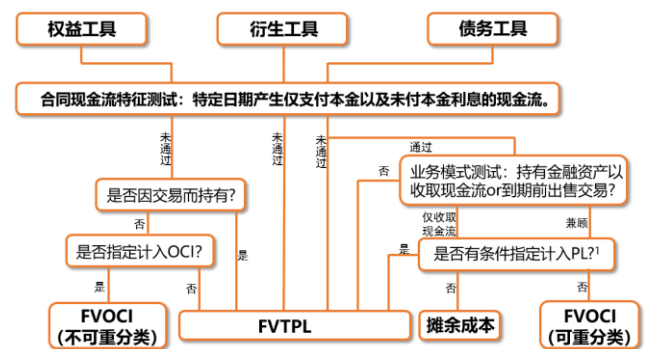 权益工具
衍生工具
债务工具
合同现金流特征测试：特定日期产生仅支付本金以及未付本金利息的现金流。
未通过
未通过
未通过
通过
否
业务模式测试：持有金融资产以
收取现金流or到期前出售交易?
是否因交易而持有?
否
是
仅收取
现金流
兼顾
是否指定计入OCI?
是
是否有条件指定计入PL?1
是
否
否
否
FVOCI
(不可重分类)
FVTPL
摊余成本
FVOCI
(可重分类)